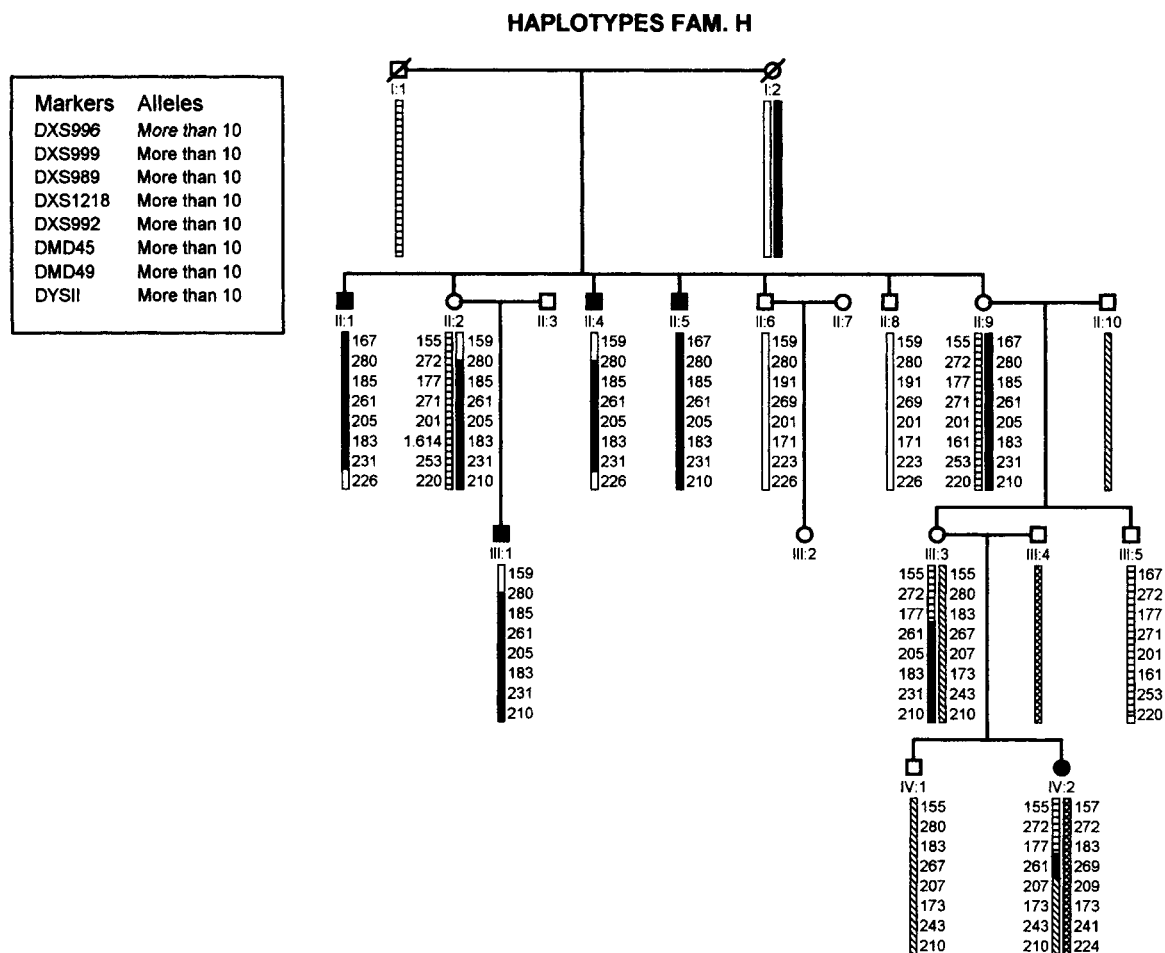 HAPLOTYPES FAM. H
Markers Alleles
DXS996 More than 10
DXS999 More than 10
DXS989 More than 10
DXS1218 More than 10
DXS992 More than 10
DMD45 More than 10
DMD49 More than 10
DYSII More than 10
I:1 I:2
II:1 II:2 II:3 II:4 II:5 II:6 II:7 II:8 II:9 II:10
167 155 159 159 167 159 159 155 167
280 272 280 280 280 280 280 272 280
185 177 185 185 185 191 191 177 185
261 271 261 261 261 269 269 271 261
205 201 205 205 205 201 201 201 205
183 1.614 183 183 183 171 171 161 183
231 253 231 231 231 223 223 253 231
226 220 210 226 210 226 226 220 210
III:1 III:2 III:3 III:4 III:5
159 155 155 167
280 272 280 272
185 177 183 177
261 261 267 271
205 205 207 201
183 183 173 161
231 231 243 253
210 210 210 220
IV:1 IV:2
155 155 157
280 272 272
183 177 183
267 261 269
207 207 209
173 173 173
243 243 241
210 210 224